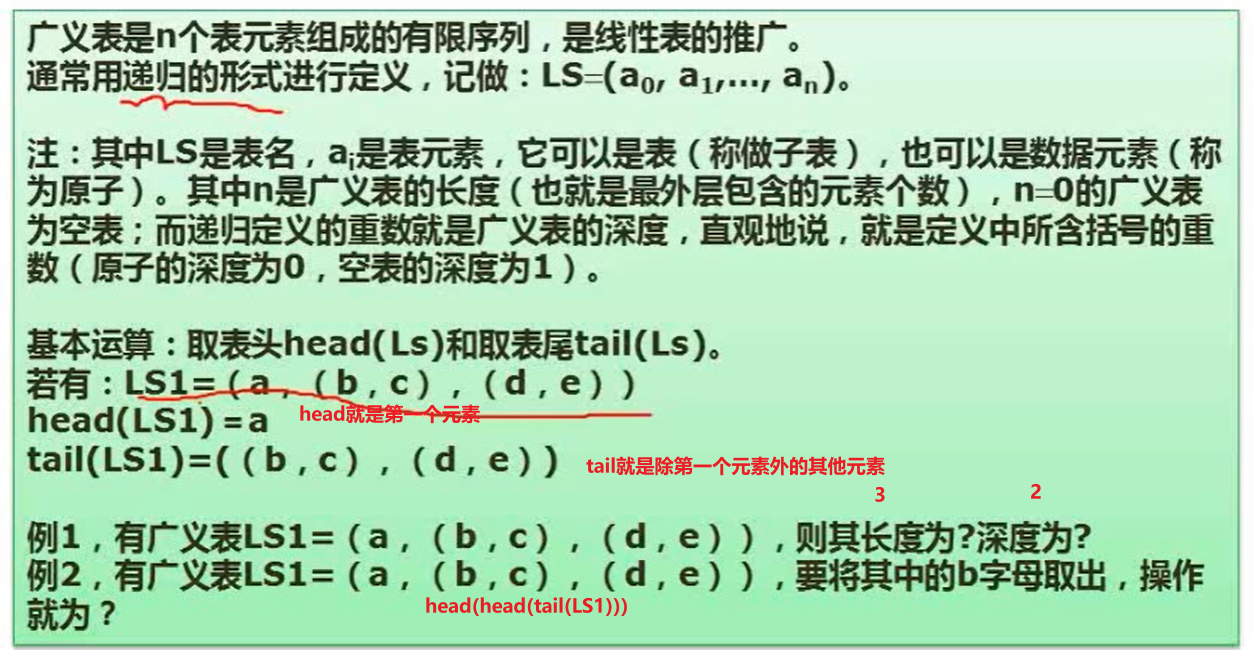 广义表是n个表元素组成的有限序列，是线性表的推广。
通常用递归的形式进行定义，记做：LS=(a₀, a₁,…, aₙ)。
注：其中LS是表名，aᵢ是表元素，它可以是表（称做子表），也可以是数据元素（称
为原子）。其中n是广义表的长度（也就是最外层包含的元素个数），n=0的广义表
为空表；而递归定义的重数就是广义表的深度，直观地说，就是定义中所含括号的重
数（原子的深度为0，空表的深度为1）。
基本运算：取表头head(Ls)和取表尾tail(Ls)。
若有：LS1=（a，（b，c），（d，e））
head(LS1)=a
head就是第一个元素
tail(LS1)=(（b，c），（d，e）)
tail就是除第一个元素外的其他元素
3 2
例1，有广义表LS1=（a，（b，c），（d，e）），则其长度为?深度为?
例2，有广义表LS1=（a，（b，c），（d，e）），要将其中的b字母取出，操作
就为？
head(head(tail(LS1)))